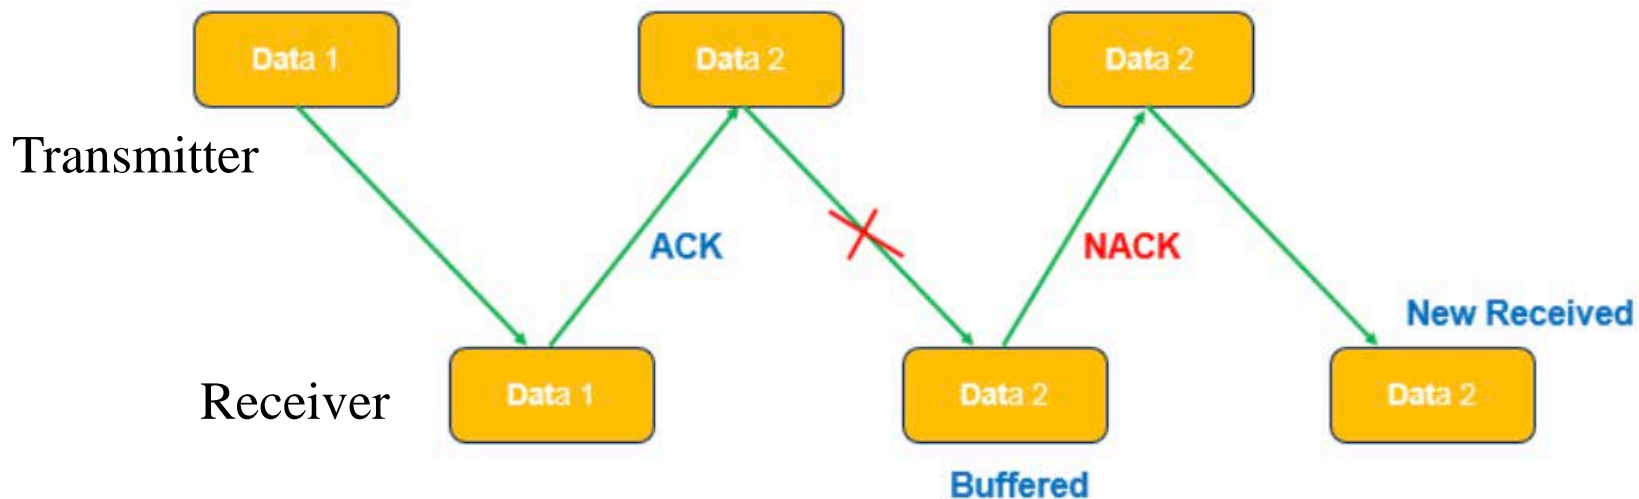 Data 1
Data 2
Data 2
Transmitter
ACK
NACK
New Received
Receiver
Data 1
Data 2
Data 2
Buffered